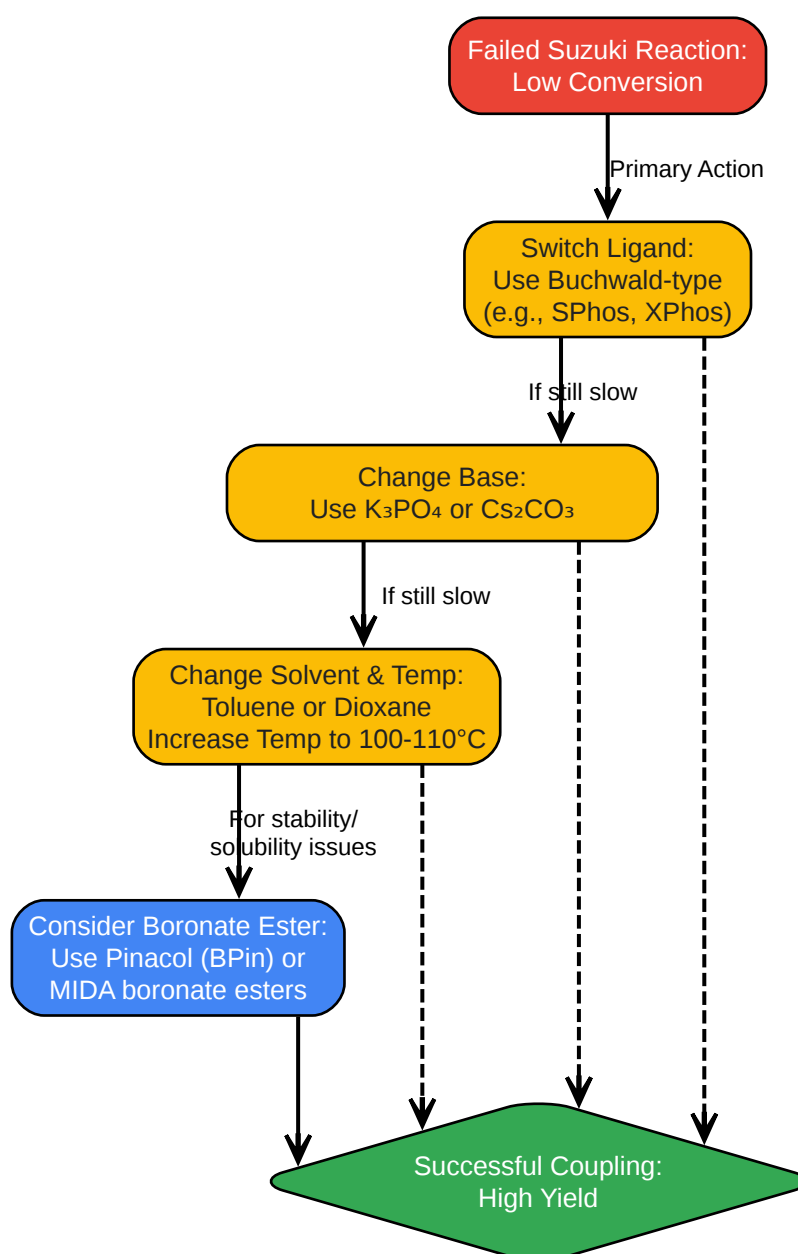 Failed Suzuki Reaction:
Low Conversion
Primary Action
Switch Ligand:
Use Buchwald-type
(e.g., SPhos, XPhos)
If still slow
Change Base:
Use K₃PO₄ or Cs₂CO₃
If still slow
Change Solvent & Temp:
Toluene or Dioxane
Increase Temp to 100-110°C
For stability/
solubility issues
Consider Boronate Ester:
Use Pinacol (BPin) or
MIDA boronate esters
Successful Coupling:
High Yield